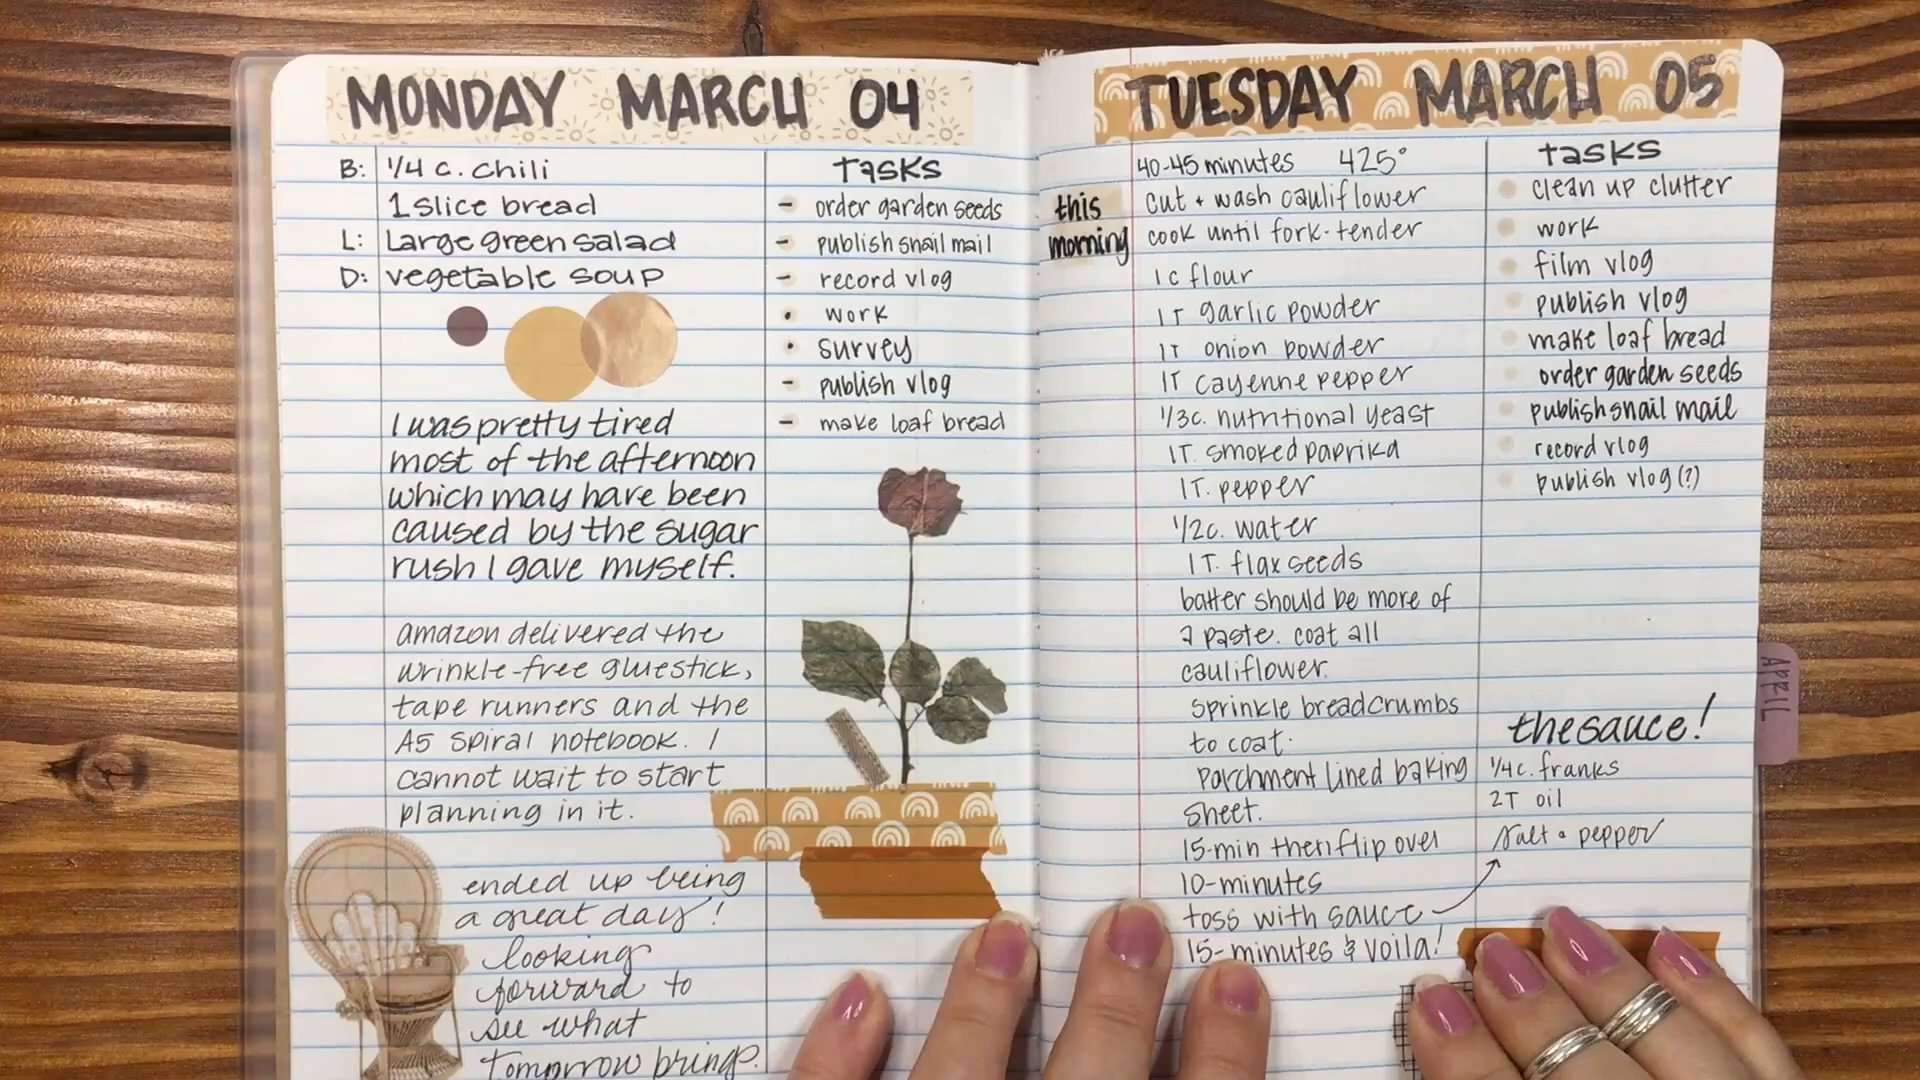 MONDAY MARCH 04
B: 1/4 c. chili
1 slice bread
L: Large green salad
D: vegetable soup
I was pretty tired
most of the afternoon
which may have been
caused by the sugar
rush I gave myself.
amazon delivered the
wrinkle-free gluestick,
tape runners and the
A5 spiral notebook. I
cannot wait to start
planning in it.
ended up being
a great day!
looking
forward to
see what
tomorrow brings.
Tasks
- order garden seeds
- publish snail mail
- record vlog
• work
• survey
- publish vlog
- make loaf bread
TUESDAY MARCH 05
this
morning
40-45 minutes 425°
cut + wash cauliflower
cook until fork-tender
1 c flour
1T garlic powder
1T onion powder
1T cayenne pepper
1/3c. nutritional yeast
1T. smoked paprika
1T. pepper
1/2c. water
1T. flax seeds
batter should be more of
a paste. coat all
cauliflower.
sprinkle breadcrumbs
to coat.
parchment lined baking
sheet.
15-min then flip over
10-minutes
toss with sauce
15-minutes & voila!
Tasks
clean up clutter
work
film vlog
publish vlog
make loaf bread
order garden seeds
publish snail mail
record vlog
publish vlog (?)
the sauce!
1/4 c. franks
2T oil
salt & pepper
APRIL